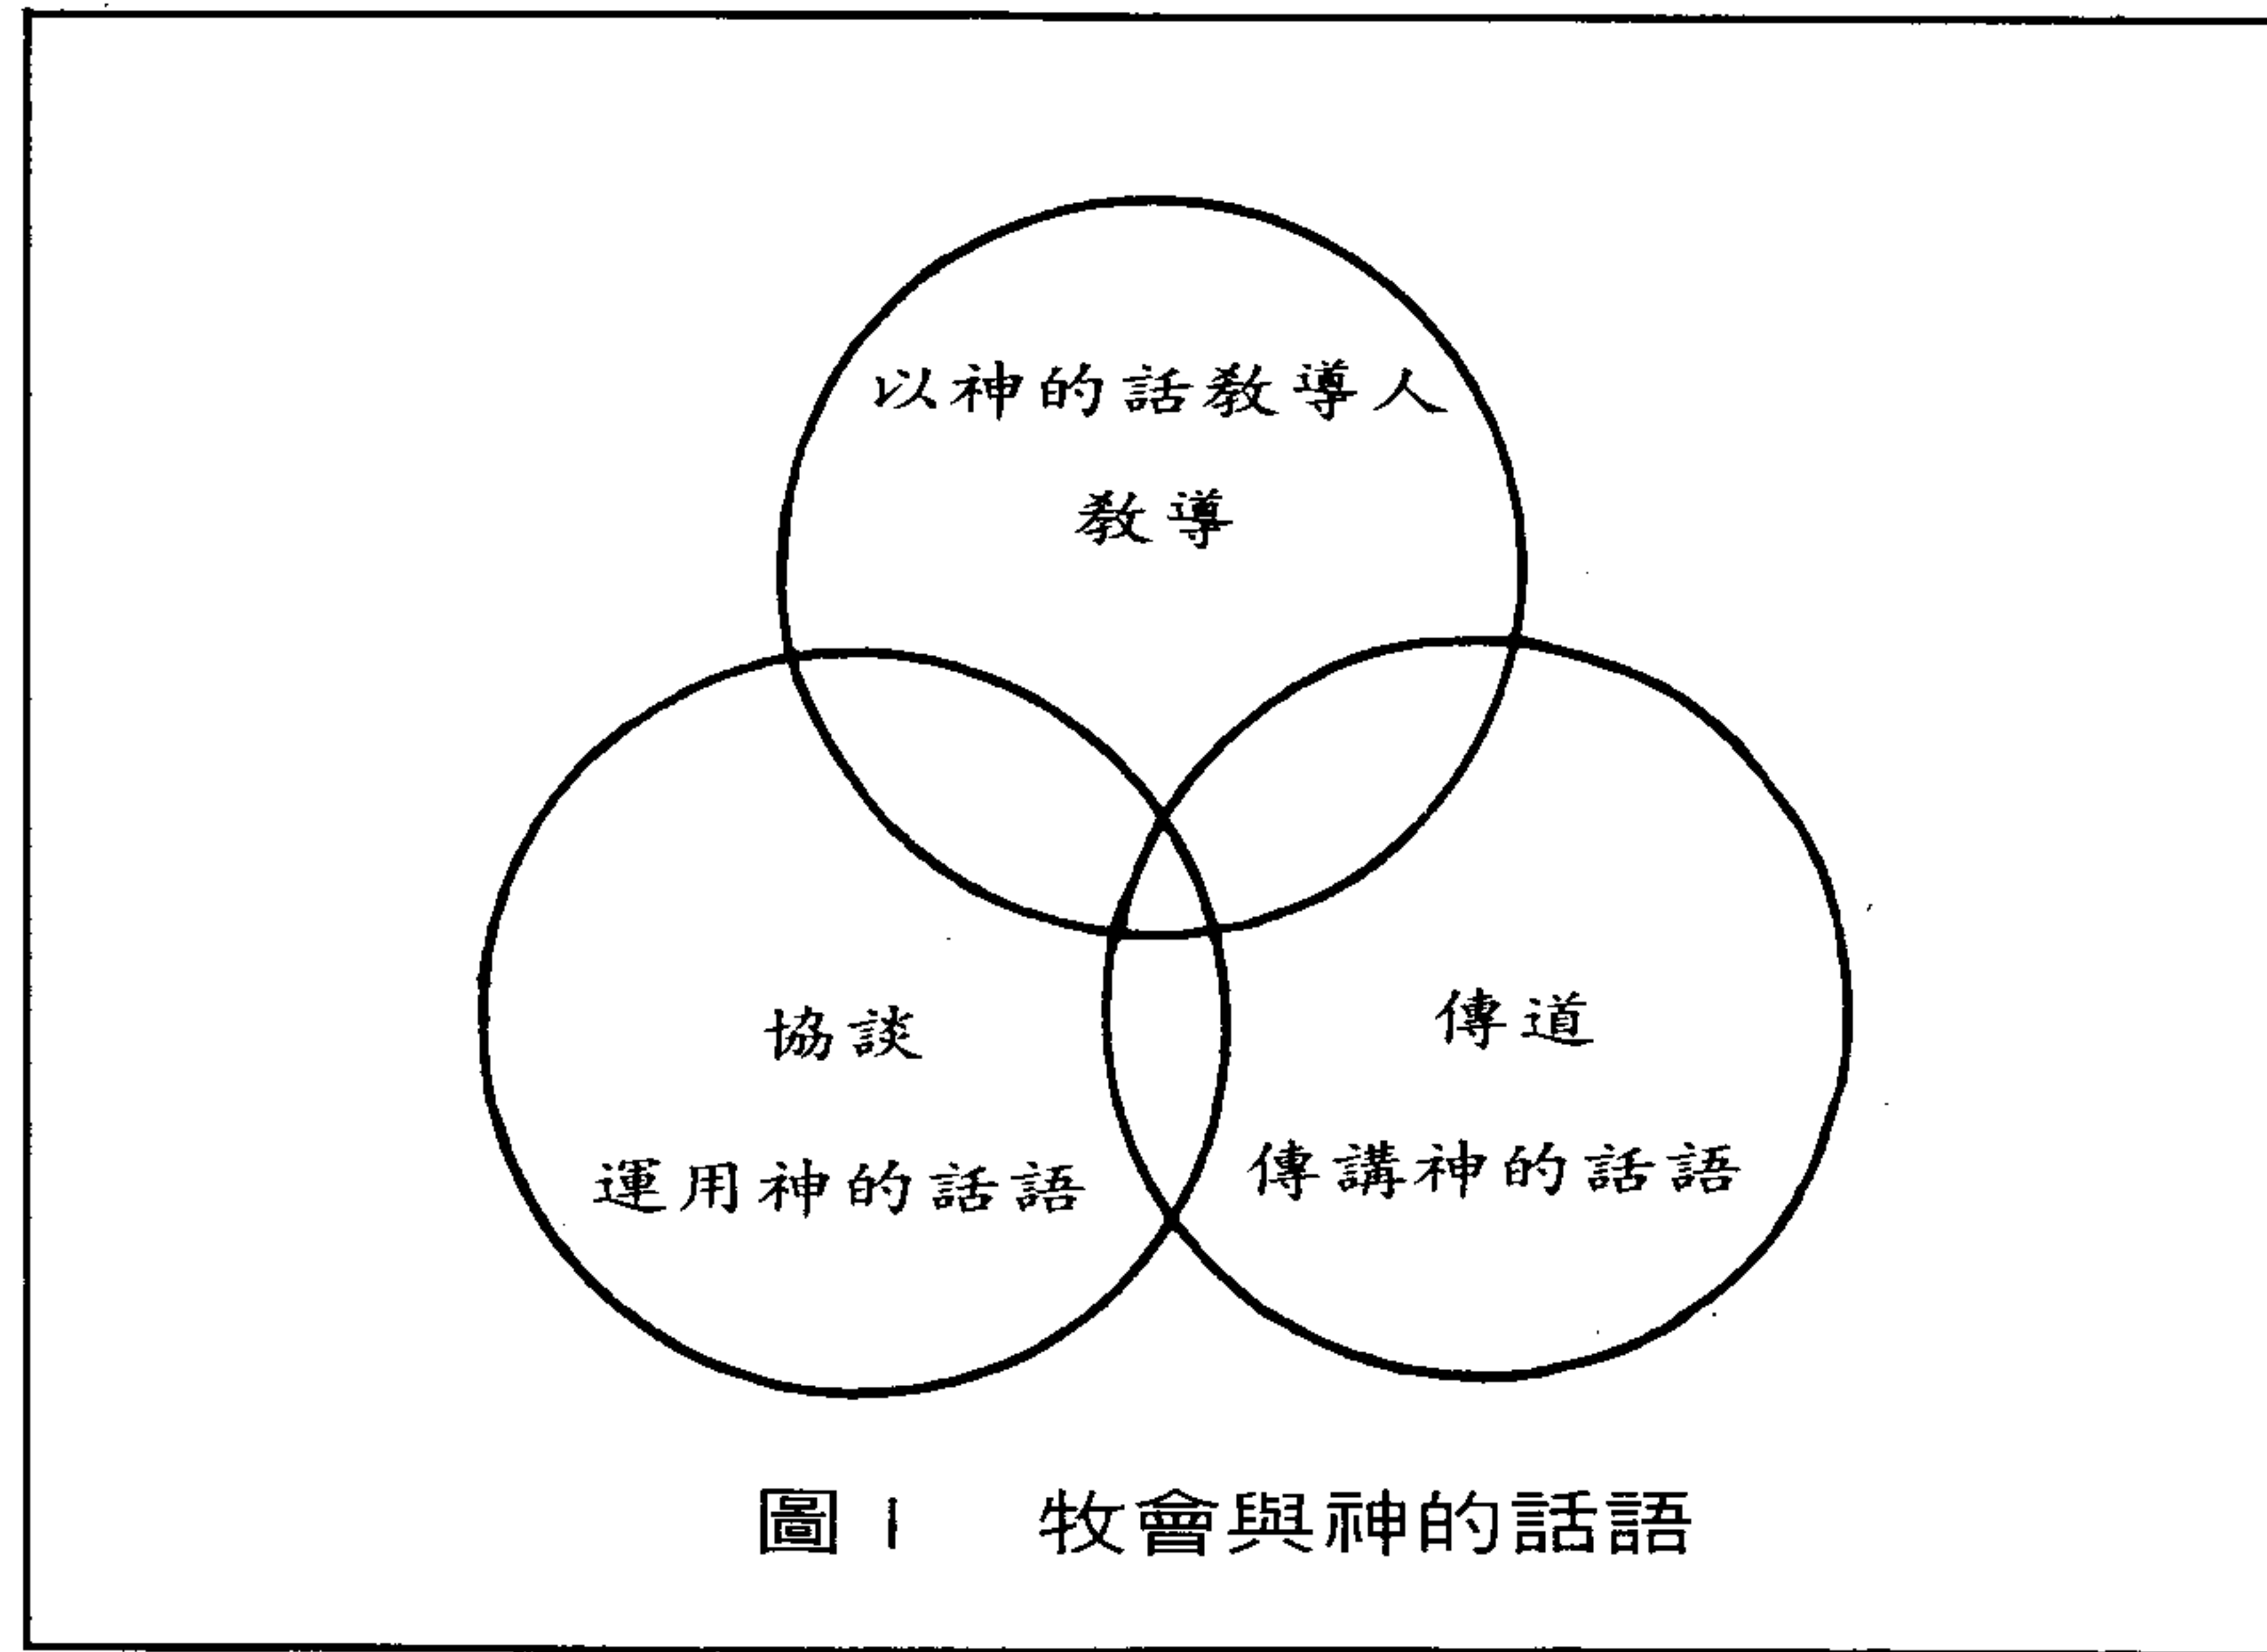 以神的話教導人
教導
協談
運用神的話語
傳道
傳講神的話語
圖1 牧會與神的話語